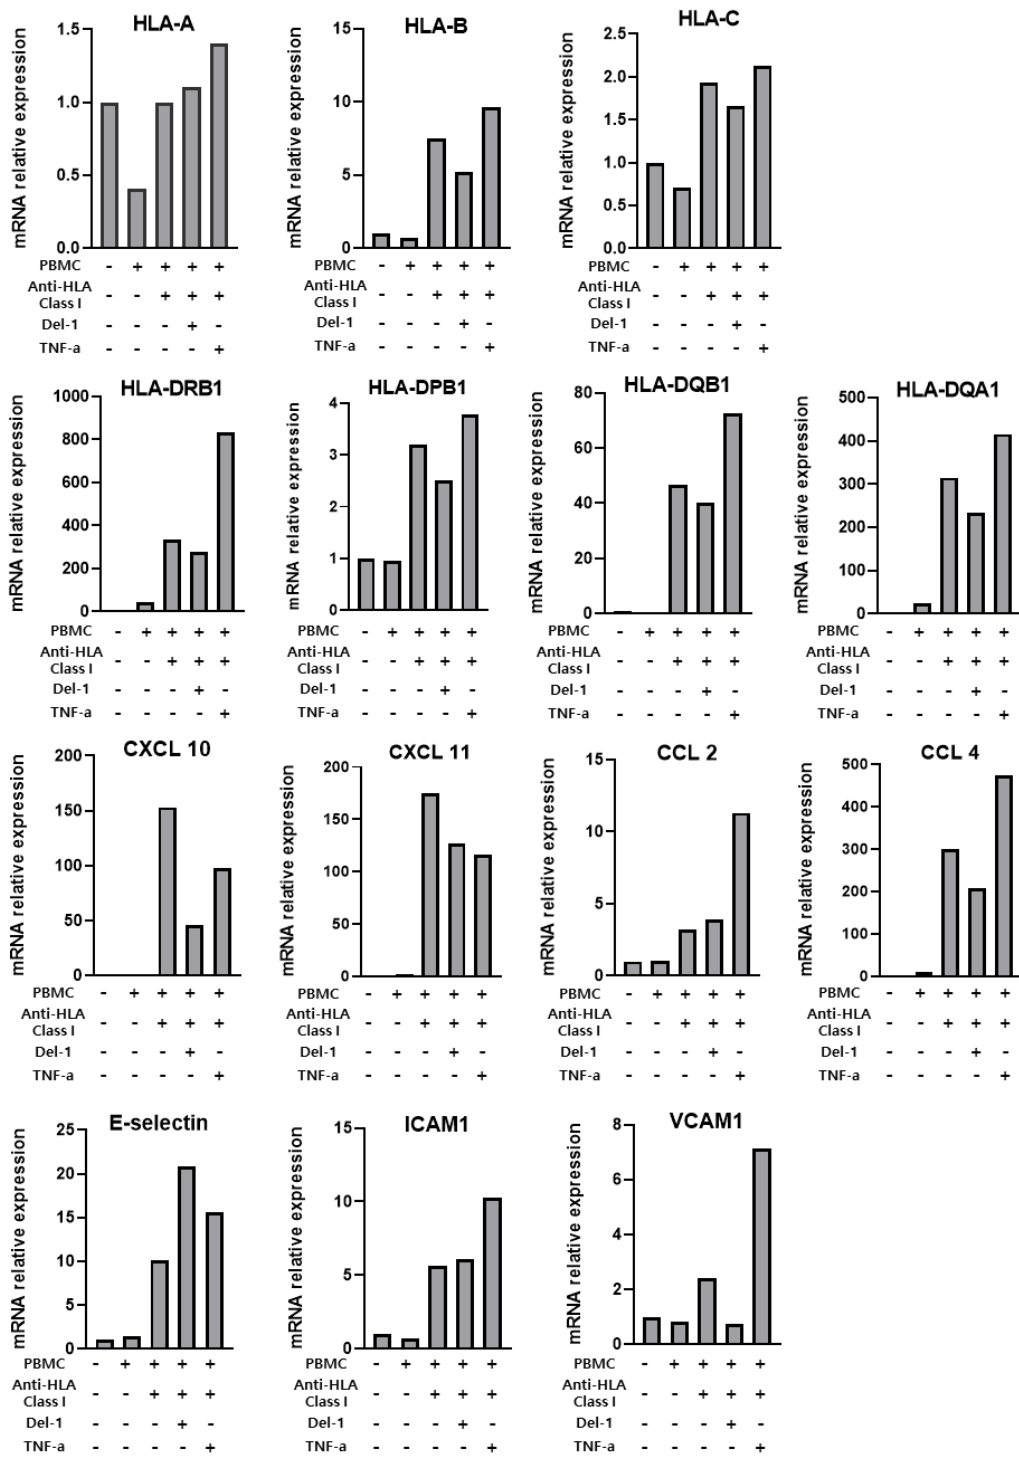 HLA-A
mRNA relative expression
1.5
1.0
0.5
0.0
PBMC - + + + +
Anti-HLA
Class I - - + + +
Del-1 - - - + -
TNF-a - - - - +
HLA-B
mRNA relative expression
15
10
5
0
PBMC - + + + +
Anti-HLA
Class I - - + + +
Del-1 - - - + -
TNF-a - - - - +
HLA-C
mRNA relative expression
2.5
2.0
1.5
1.0
0.5
0.0
PBMC - + + + +
Anti-HLA
Class I - - + + +
Del-1 - - - + -
TNF-a - - - - +
HLA-DRB1
mRNA relative expression
1000
800
600
400
200
0
PBMC - + + + +
Anti-HLA
Class I - - + + +
Del-1 - - - + -
TNF-a - - - - +
HLA-DPB1
mRNA relative expression
4
3
2
1
0
PBMC - + + + +
Anti-HLA
Class I - - + + +
Del-1 - - - + -
TNF-a - - - - +
HLA-DQB1
mRNA relative expression
80
60
40
20
0
PBMC - + + + +
Anti-HLA
Class I - - + + +
Del-1 - - - + -
TNF-a - - - - +
HLA-DQA1
mRNA relative expression
500
400
300
200
100
0
PBMC - + + + +
Anti-HLA
Class I - - + + +
Del-1 - - - + -
TNF-a - - - - +
CXCL 10
mRNA relative expression
200
150
100
50
0
PBMC - + + + +
Anti-HLA
Class I - - + + +
Del-1 - - - + -
TNF-a - - - - +
CXCL 11
mRNA relative expression
200
150
100
50
0
PBMC - + + + +
Anti-HLA
Class I - - + + +
Del-1 - - - + -
TNF-a - - - - +
CCL 2
mRNA relative expression
15
10
5
0
PBMC - + + + +
Anti-HLA
Class I - - + + +
Del-1 - - - + -
TNF-a - - - - +
CCL 4
mRNA relative expression
500
400
300
200
100
0
PBMC - + + + +
Anti-HLA
Class I - - + + +
Del-1 - - - + -
TNF-a - - - - +
E-selectin
mRNA relative expression
25
20
15
10
5
0
PBMC - + + + +
Anti-HLA
Class I - - + + +
Del-1 - - - + -
TNF-a - - - - +
ICAM1
mRNA relative expression
15
10
5
0
PBMC - + + + +
Anti-HLA
Class I - - + + +
Del-1 - - - + -
TNF-a - - - - +
VCAM1
mRNA relative expression
8
6
4
2
0
PBMC - + + + +
Anti-HLA
Class I - - + + +
Del-1 - - - + -
TNF-a - - - - +